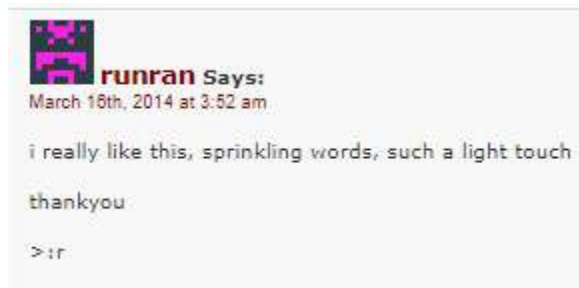 runran Says:
March 16th, 2014 at 3:52 am
i really like this, sprinkling words, such a light touch
thankyou
>:r